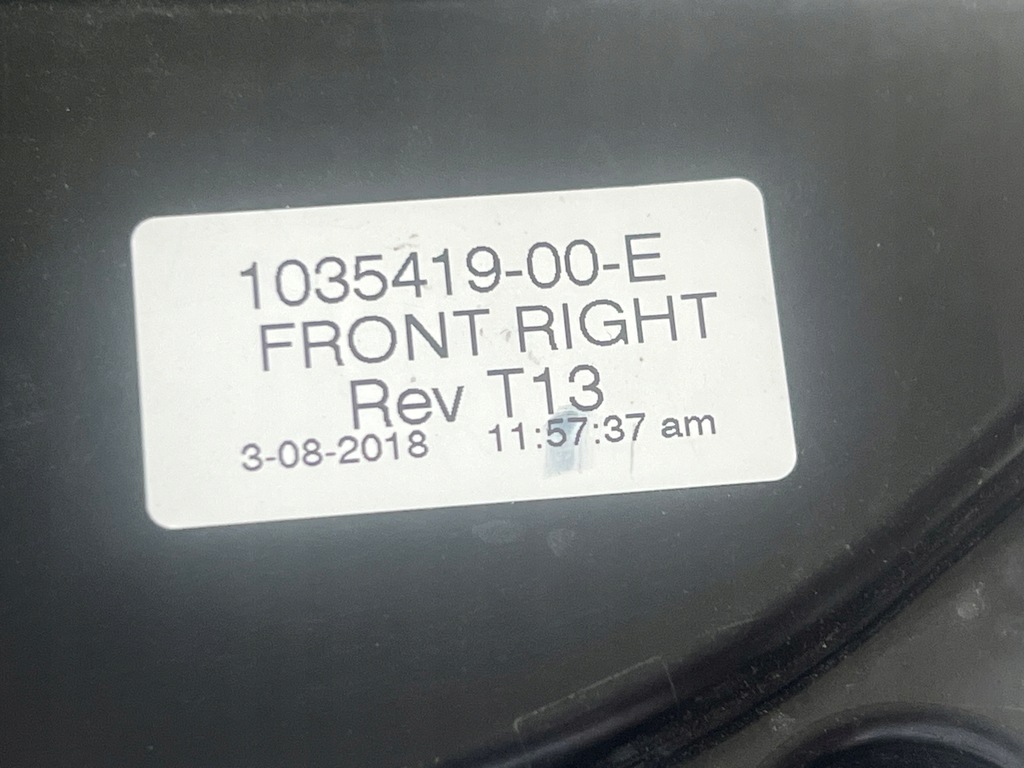 1035419-00-E
FRONT RIGHT
Rev T13
3-08-2018 11:57:37 am